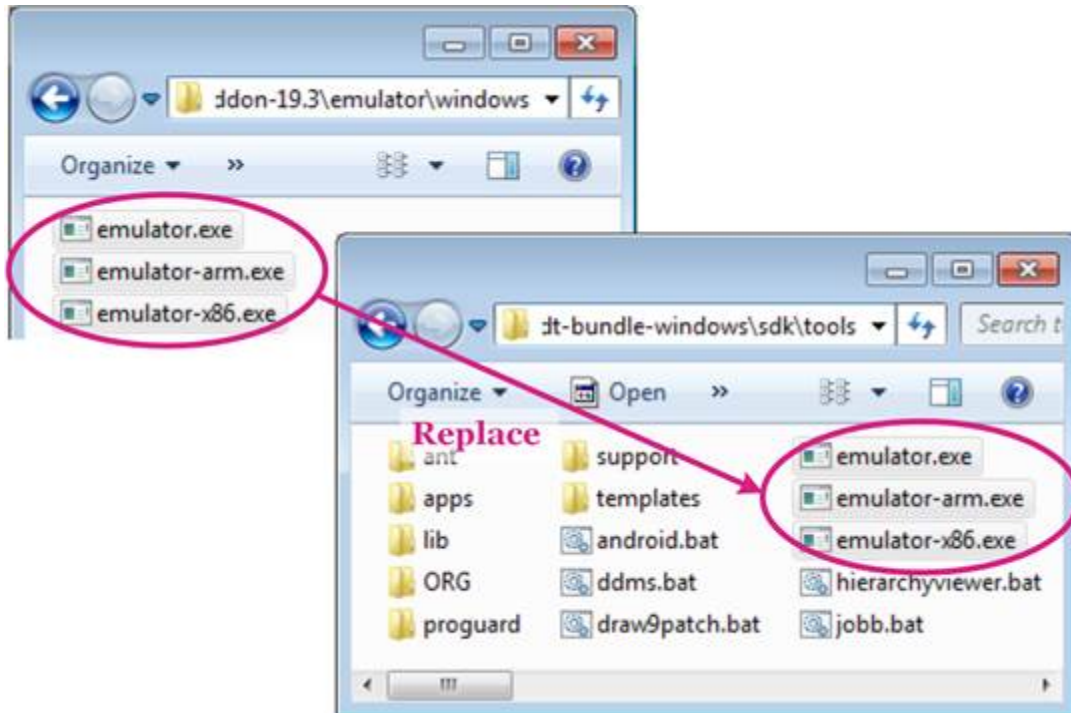 ddon-19.3\emulator\windows
Organize »
emulator.exe
emulator-arm.exe
emulator-x86.exe
dt-bundle-windows\sdk\tools Search t
Organize Open »
Replace
ant support emulator.exe
apps templates emulator-arm.exe
lib android.bat emulator-x86.exe
ORG ddms.bat hierarchyviewer.bat
proguard draw9patch.bat jobb.bat